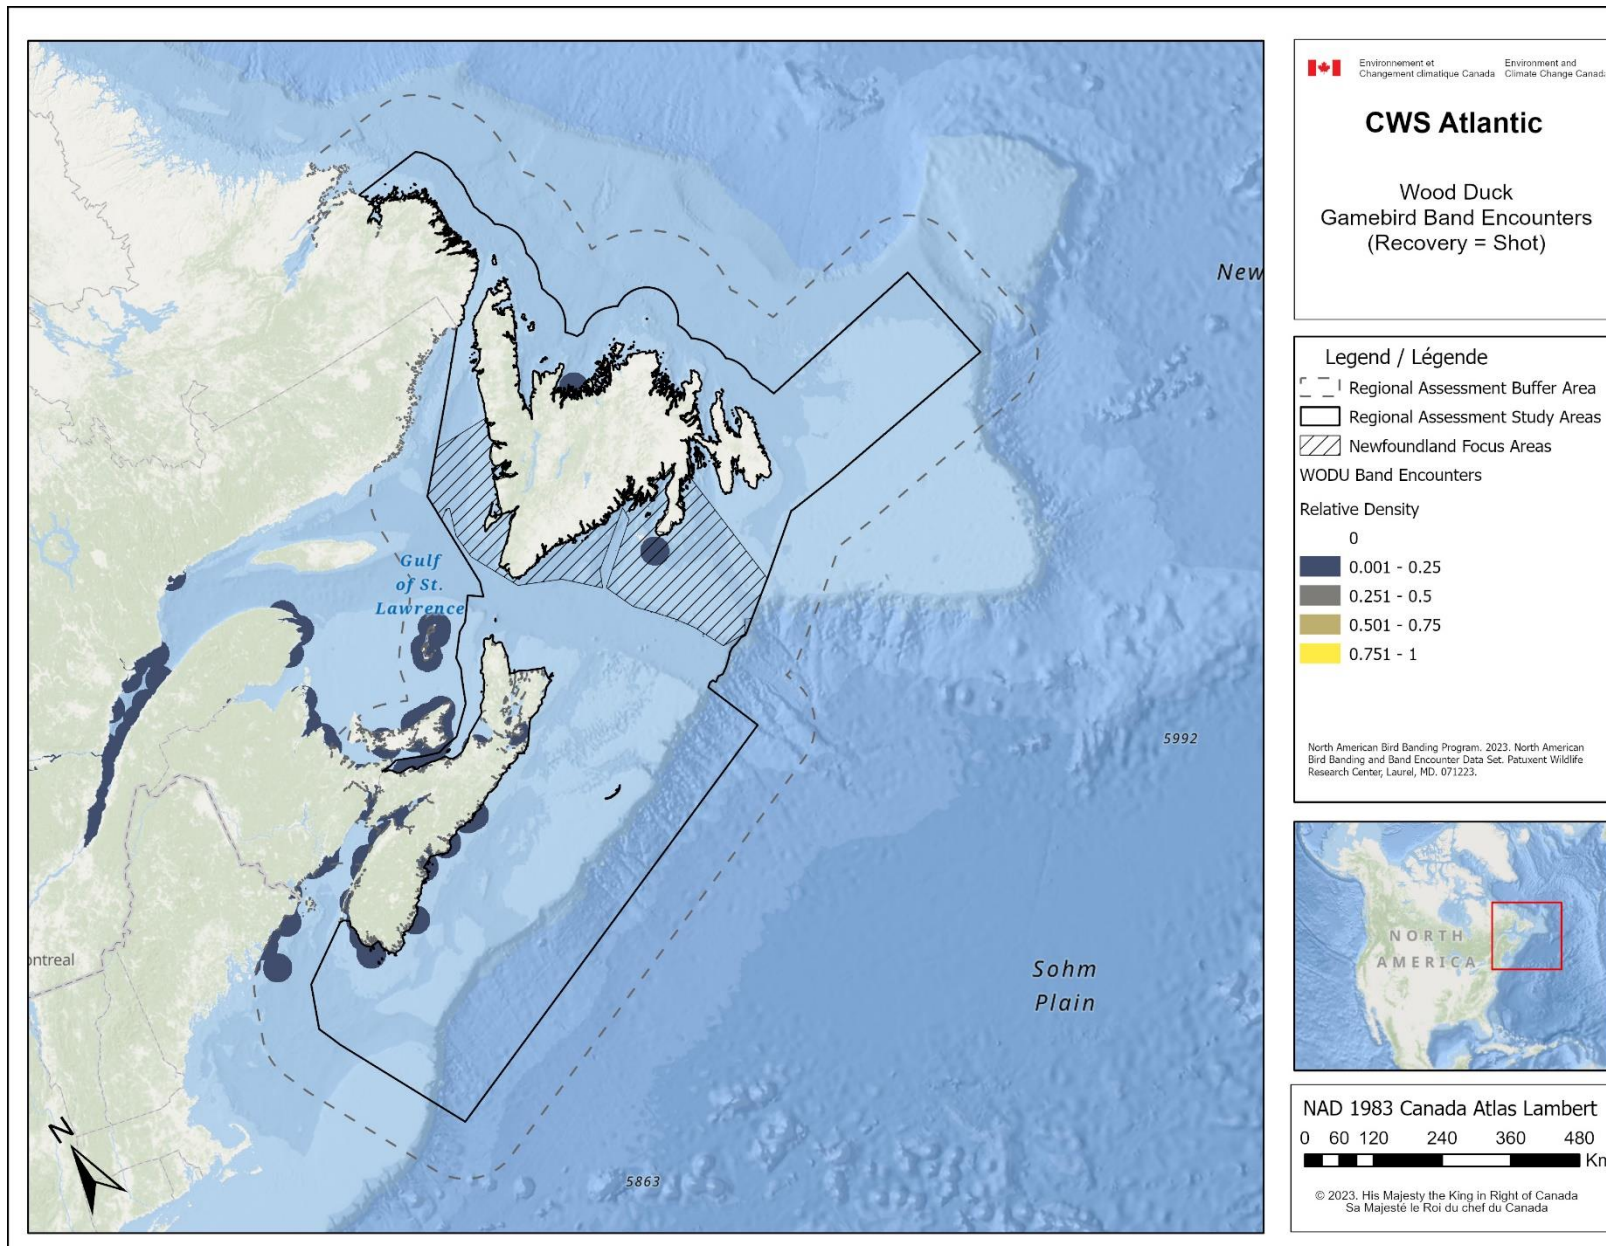 New
Gulf
of St.
Lawrence
5992
ontreal
Sohm
Plain
N
5863
Environnement et
Changement climatique Canada
Environment and
Climate Change Canada
CWS Atlantic
Wood Duck
Gamebird Band Encounters
(Recovery = Shot)
Legend / Légende
Regional Assessment Buffer Area
Regional Assessment Study Areas
Newfoundland Focus Areas
WODU Band Encounters
Relative Density
0
0.001 - 0.25
0.251 - 0.5
0.501 - 0.75
0.751 - 1
North American Bird Banding Program. 2023. North American
Bird Banding and Band Encounter Data Set. Patuxent Wildlife
Research Center, Laurel, MD. 071223.
NORTH
AMERICA
NAD 1983 Canada Atlas Lambert
0 60 120 240 360 480
Km
© 2023. His Majesty the King in Right of Canada
Sa Majesté le Roi du chef du Canada